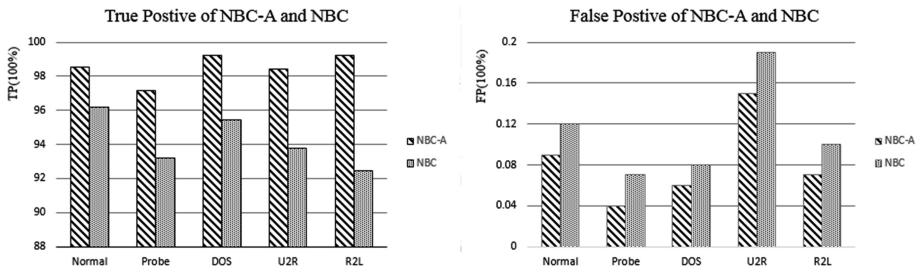 True Postive of NBC-A and NBC
TP(100%)
100
98
96
94
92
90
88
Normal Probe DOS U2R R2L
NBC-A
NBC
False Postive of NBC-A and NBC
FP(100%)
0.2
0.16
0.12
0.08
0.04
0
Normal Probe DOS U2R R2L
NBC-A
NBC